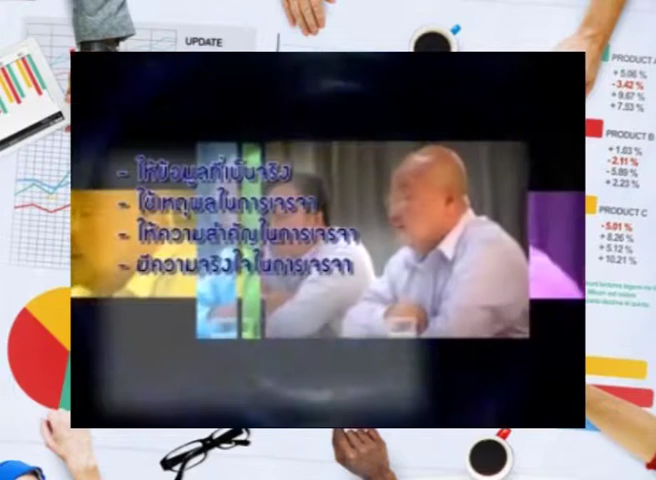 UPDATE
PRODUCT A
+ 5.06 %
- 3.42 %
+ 9.67 %
+ 7.53 %
PRODUCT B
+ 1.03 %
- 2.11 %
- 5.89 %
+ 2.23 %
PRODUCT C
- 5.01 %
+ 8.26 %
+ 5.12 %
+ 10.21 %
- ให้ข้อมูลที่เป็นจริง
- ใช้เหตุผลในการเจรจา
- ให้ความสำคัญในการเจรจา
- มีความจริงใจในการเจรจา